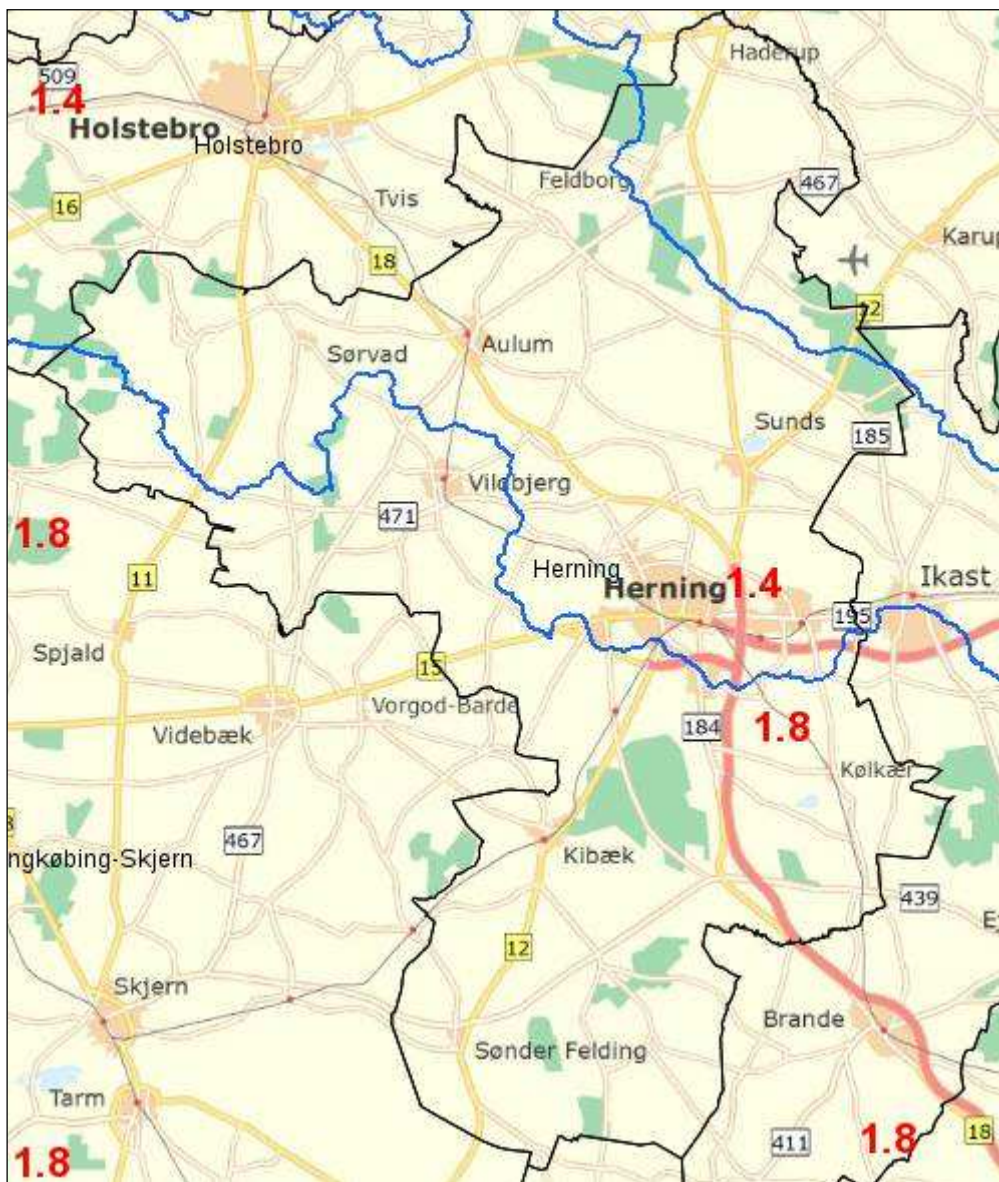 Haderup
509
1.4
Holstebro
Holstebro
Feldborg
467
Tvis
16
Karup
18
Sørvad
Aulum
Sunds
185
Vildbjerg
471
1.8
11
Herning
Herning
1.4
Ikast
195
Spjald
15
Vorgod-Barde
Videbæk
184
1.8
Kølkær
467
Kibæk
ngkøbing-Skjern
439
12
Skjern
Brande
Sønder Felding
Tarm
411
1.8
18
1.8